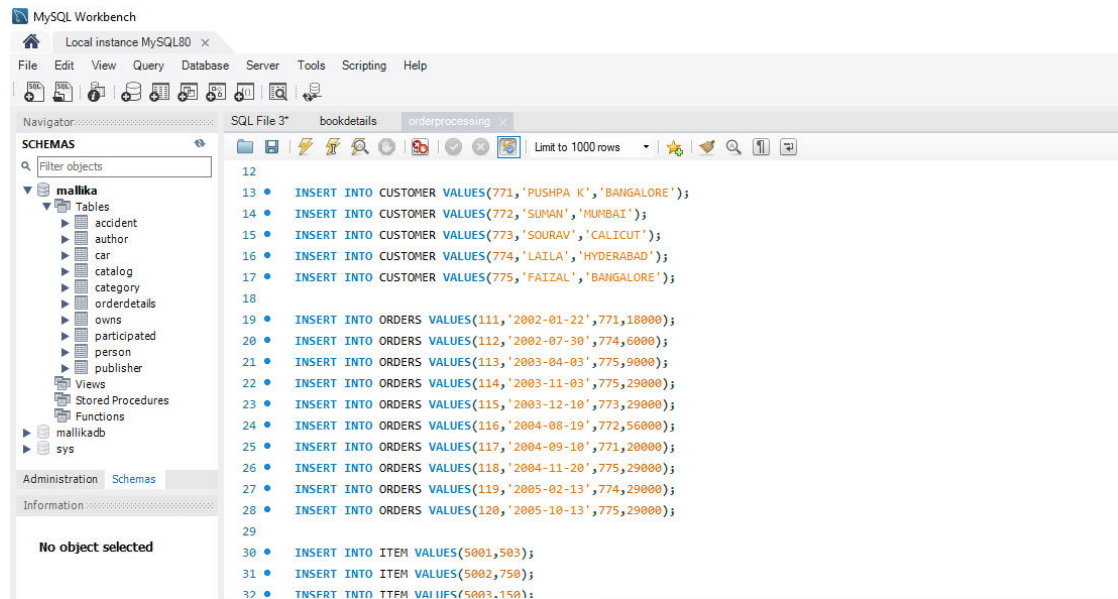 MySQL Workbench
Local instance MySQL80 ×
File Edit View Query Database Server Tools Scripting Help
Navigator
SCHEMAS
Filter objects
mallika
Tables
accident
author
car
catalog
category
orderdetails
owns
participated
person
publisher
Views
Stored Procedures
Functions
mallikadb
sys
Administration Schemas
Information
No object selected
SQL File 3* bookdetails orderprocessing ×
Limit to 1000 rows
12
13 INSERT INTO CUSTOMER VALUES(771,'PUSHPA K','BANGALORE');
14 INSERT INTO CUSTOMER VALUES(772,'SUMAN','MUMBAI');
15 INSERT INTO CUSTOMER VALUES(773,'SOURAV','CALICUT');
16 INSERT INTO CUSTOMER VALUES(774,'LAILA','HYDERABAD');
17 INSERT INTO CUSTOMER VALUES(775,'FAIZAL','BANGALORE');
18
19 INSERT INTO ORDERS VALUES(111,'2002-01-22',771,18000);
20 INSERT INTO ORDERS VALUES(112,'2002-07-30',774,6000);
21 INSERT INTO ORDERS VALUES(113,'2003-04-03',775,9000);
22 INSERT INTO ORDERS VALUES(114,'2003-11-03',775,29000);
23 INSERT INTO ORDERS VALUES(115,'2003-12-10',773,29000);
24 INSERT INTO ORDERS VALUES(116,'2004-08-19',772,56000);
25 INSERT INTO ORDERS VALUES(117,'2004-09-10',771,20000);
26 INSERT INTO ORDERS VALUES(118,'2004-11-20',775,29000);
27 INSERT INTO ORDERS VALUES(119,'2005-02-13',774,29000);
28 INSERT INTO ORDERS VALUES(120,'2005-10-13',775,29000);
29
30 INSERT INTO ITEM VALUES(5001,503);
31 INSERT INTO ITEM VALUES(5002,750);
32 INSERT INTO ITEM VALUES(5003,150);